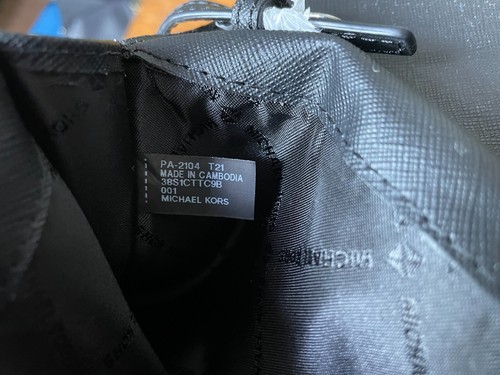 PA-2104 T21
MADE IN CAMBODIA
38S1CTTC9B
001
MICHAEL KORS